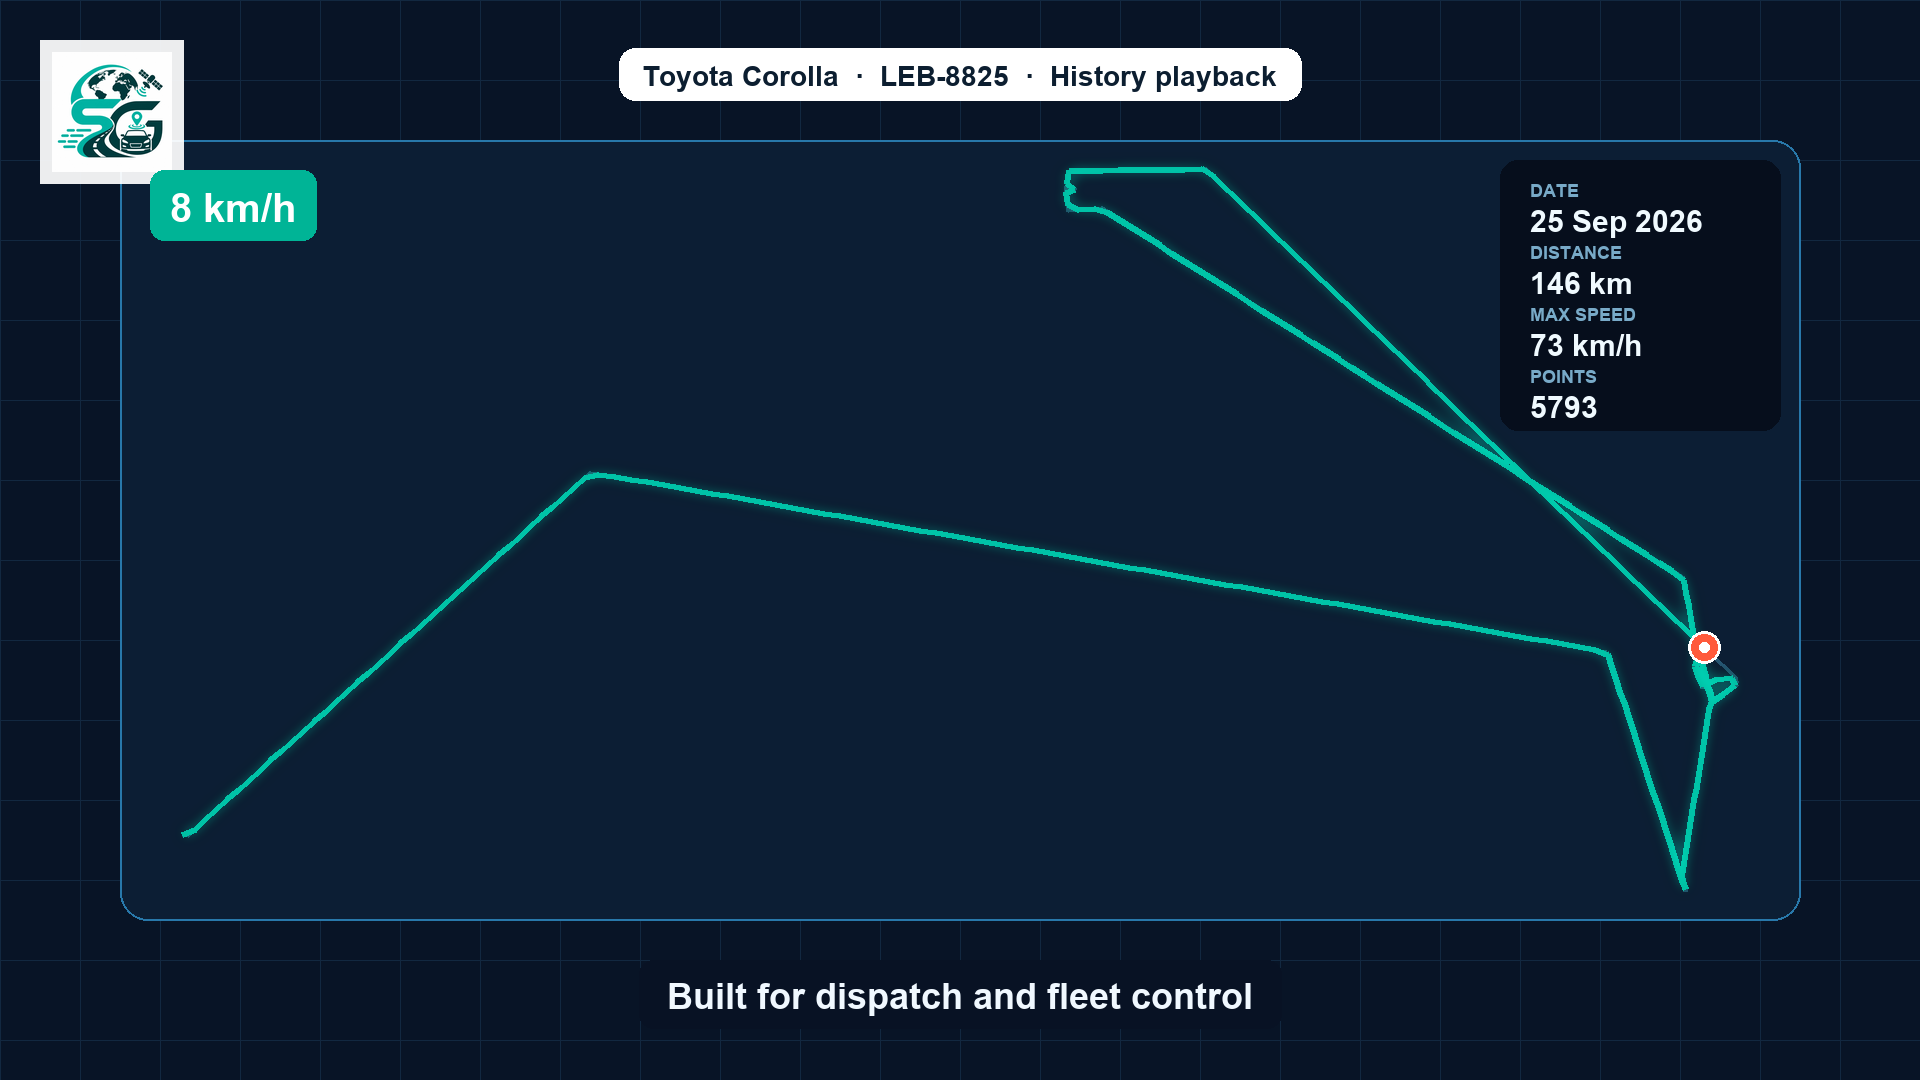 SG
Toyota Corolla · LEB-8825 · History playback
8 km/h
DATE
25 Sep 2026
DISTANCE
146 km
MAX SPEED
73 km/h
POINTS
5793
Built for dispatch and fleet control